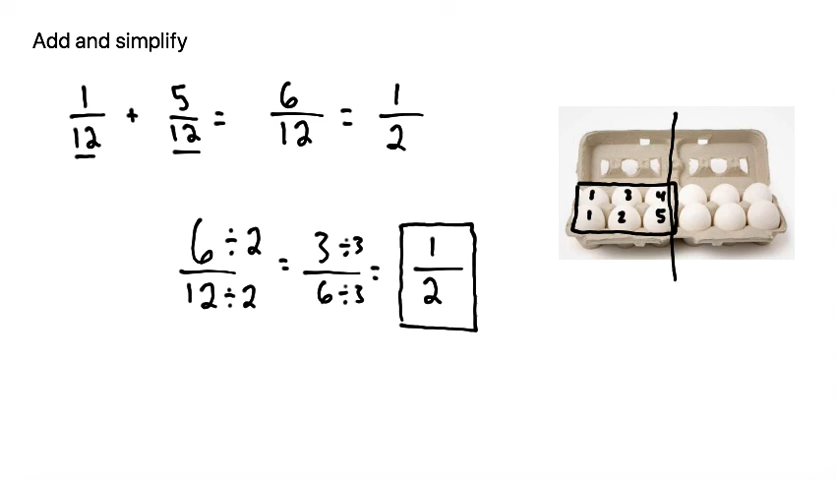 Add and simplify
1/12 + 5/12 = 6/12 = 1/2
1 3 4
1 2 5
6÷2/12÷2 = 3÷3/6÷3 = 1/2